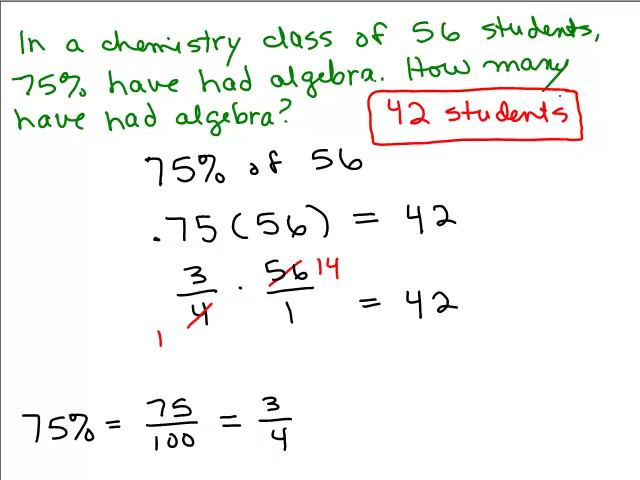 In a chemistry class of 56 students,
75% have had algebra. How many
have had algebra? 42 students
75% of 56
.75(56) = 42
3/4 · 56/1 = 42
14
1
75% = 75/100 = 3/4